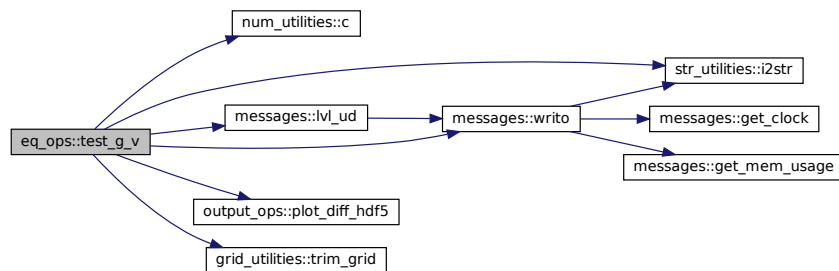 num_utilities::c
str_utilities::i2str
messages::lvl_ud
messages::writo
messages::get_clock
eq_ops::test_g_v
messages::get_mem_usage
output_ops::plot_diff_hdf5
grid_utilities::trim_grid